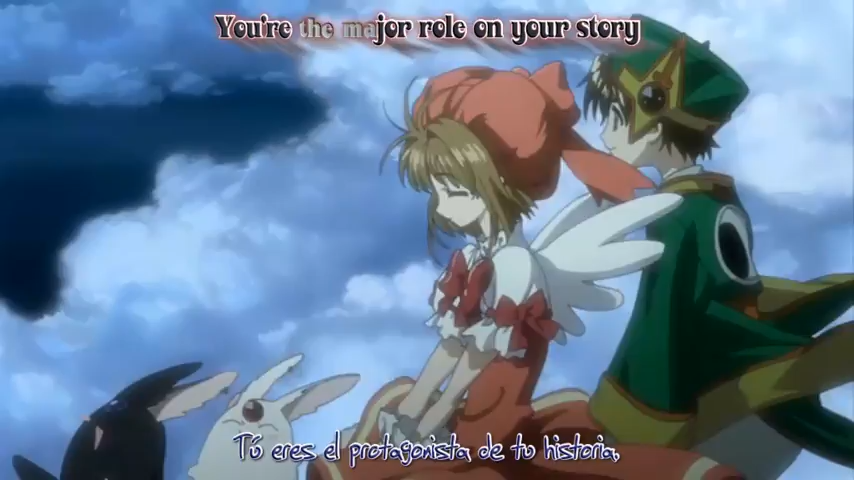 You're the major role on your story
Tú eres el protagonista de tu historia.